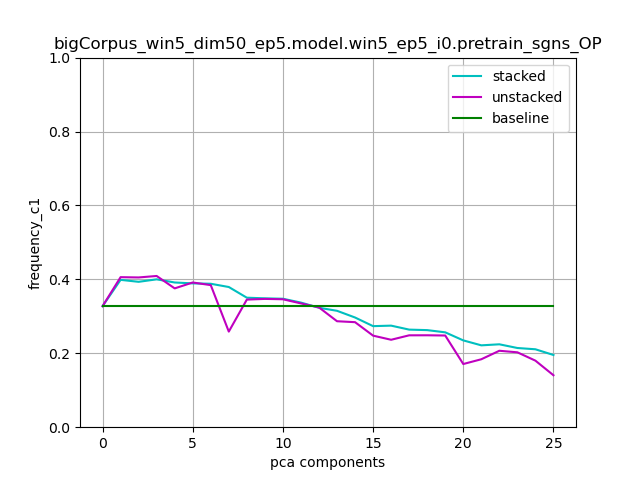 bigCorpus_win5_dim50_ep5.model.win5_ep5_i0.pretrain_sgns_OP
stacked
unstacked
baseline
frequency_c1
1.0
0.8
0.6
0.4
0.2
0.0
0 5 10 15 20 25
pca components